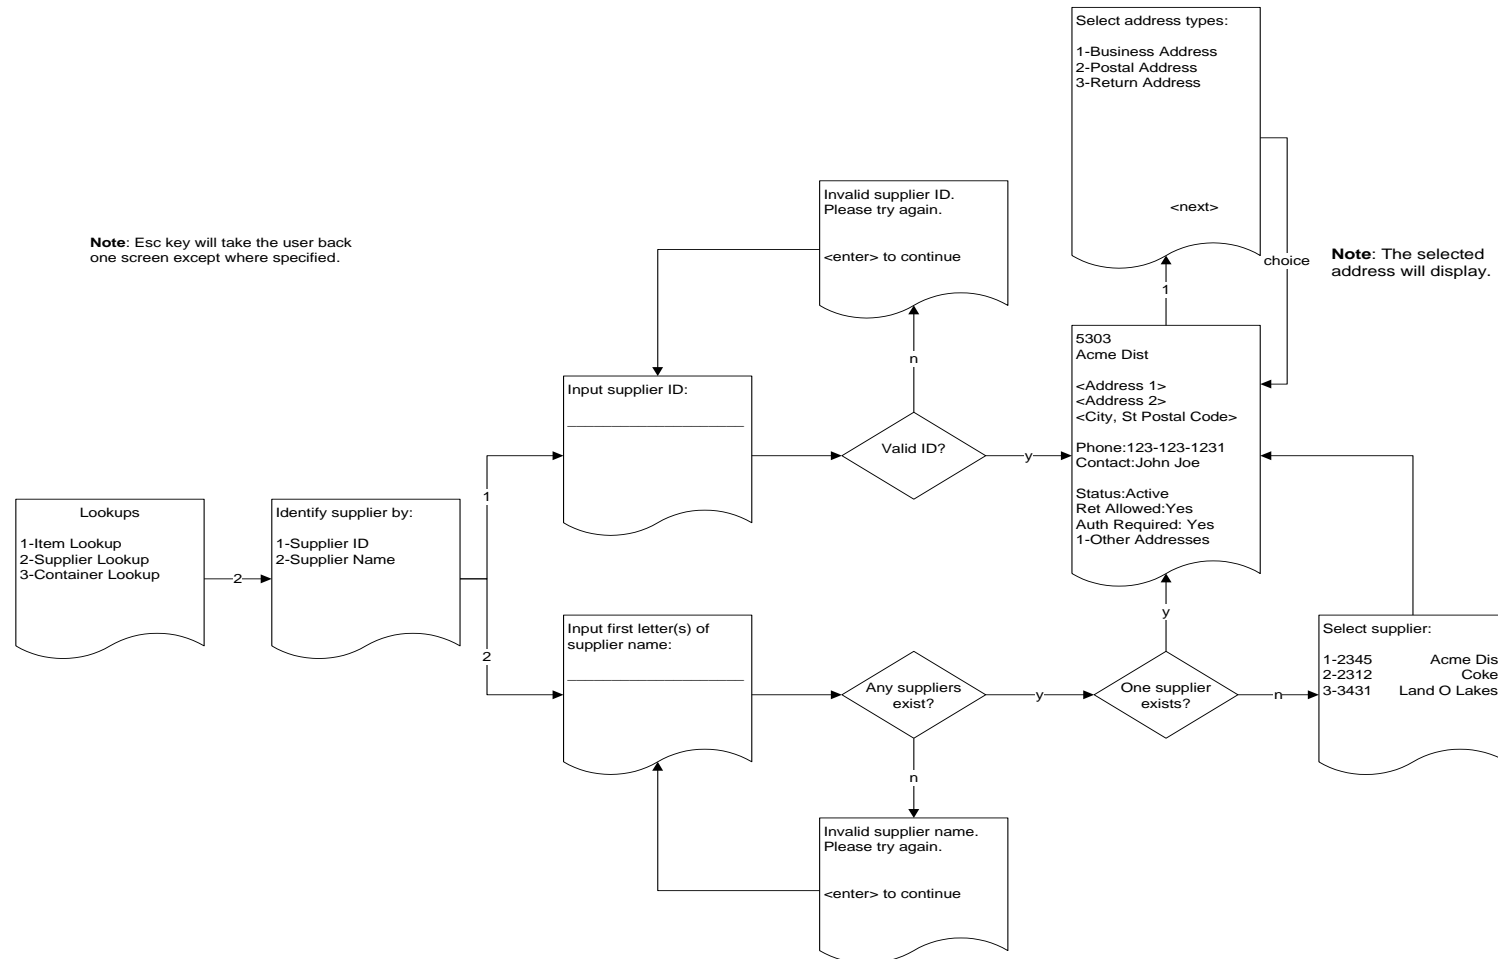 Select address types:
1-Business Address
2-Postal Address
3-Return Address
<next>
choice
Note: The selected
address will display.
1
Invalid supplier ID.
Please try again.
<enter> to continue
Note: Esc key will take the user back
one screen except where specified.
n
Input supplier ID:
Valid ID?
y
5303
Acme Dist
<Address 1>
<Address 2>
<City, St Postal Code>
Phone:123-123-1231
Contact:John Joe
Status:Active
Ret Allowed:Yes
Auth Required: Yes
1-Other Addresses
Lookups
1-Item Lookup
2-Supplier Lookup
3-Container Lookup
2
Identify supplier by:
1-Supplier ID
2-Supplier Name
1
2
Input first letter(s) of
supplier name:
Any suppliers
exist?
y
One supplier
exists?
y
n
Select supplier:
1-2345 Acme Dis
2-2312 Coke
3-3431 Land O Lakes
n
Invalid supplier name.
Please try again.
<enter> to continue